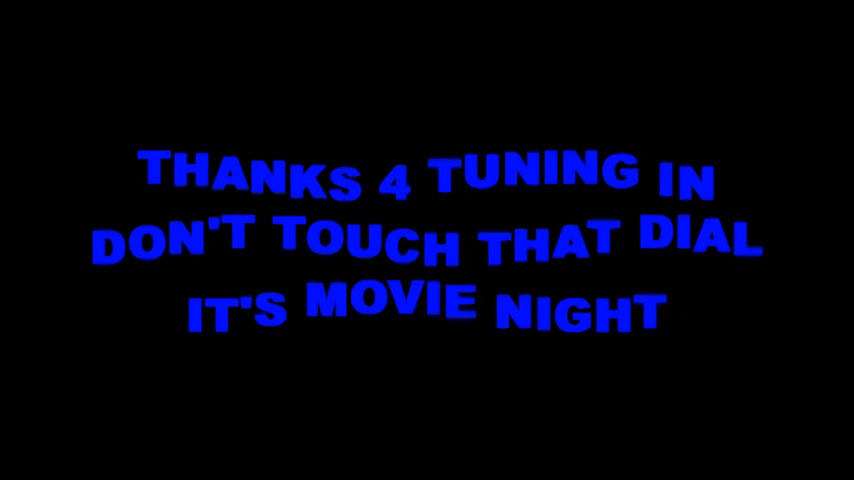 THANKS 4 TUNING IN
DON'T TOUCH THAT DIAL
IT'S MOVIE NIGHT